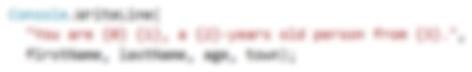 Console.WriteLine(
"You are {0} {1}, a {2}-years old person from {3}.",
firstName, lastName, age, town);